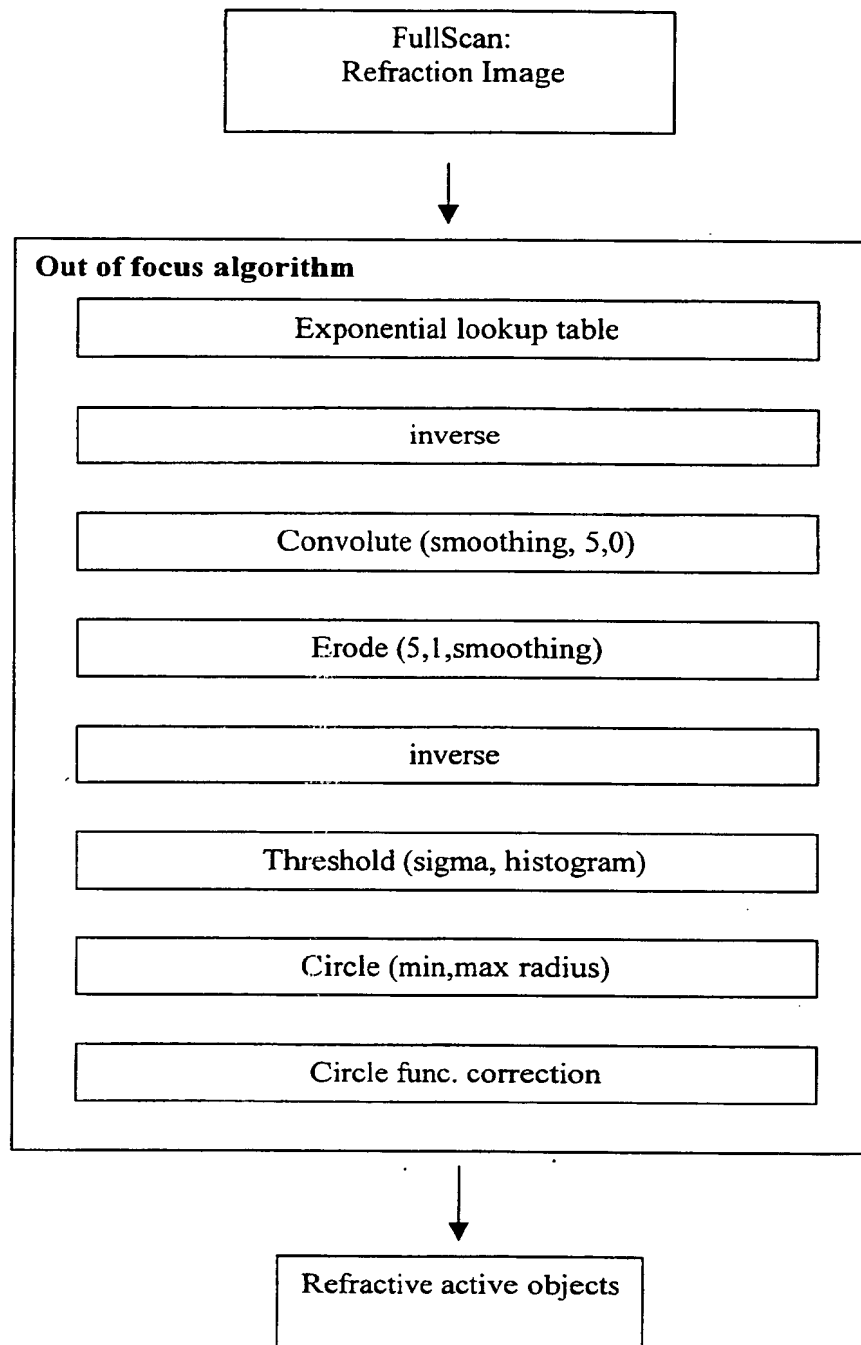 FullScan:
Refraction Image
Out of focus algorithm
Exponential lookup table
inverse
Convolute (smoothing, 5,0)
Erode (5,1,smoothing)
inverse
Threshold (sigma, histogram)
Circle (min,max radius)
Circle func. correction
Refractive active objects